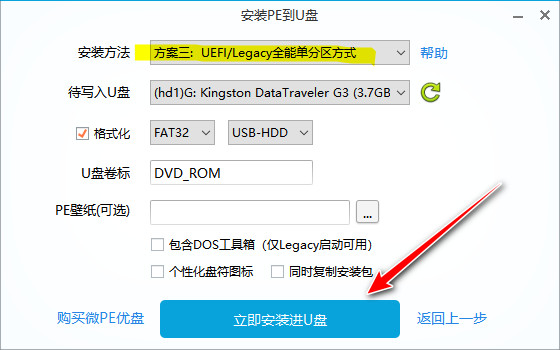 安装PE到U盘
安装方法 方案三：UEFI/Legacy全能单分区方式 帮助
待写入U盘 (hd1)G: Kingston DataTraveler G3 (3.7GB
格式化 FAT32 USB-HDD
U盘卷标 DVD_ROM
PE壁纸(可选) ...
包含DOS工具箱（仅Legacy启动可用）
个性化盘符图标 同时复制安装包
购买微PE优盘 立即安装进U盘 返回上一步